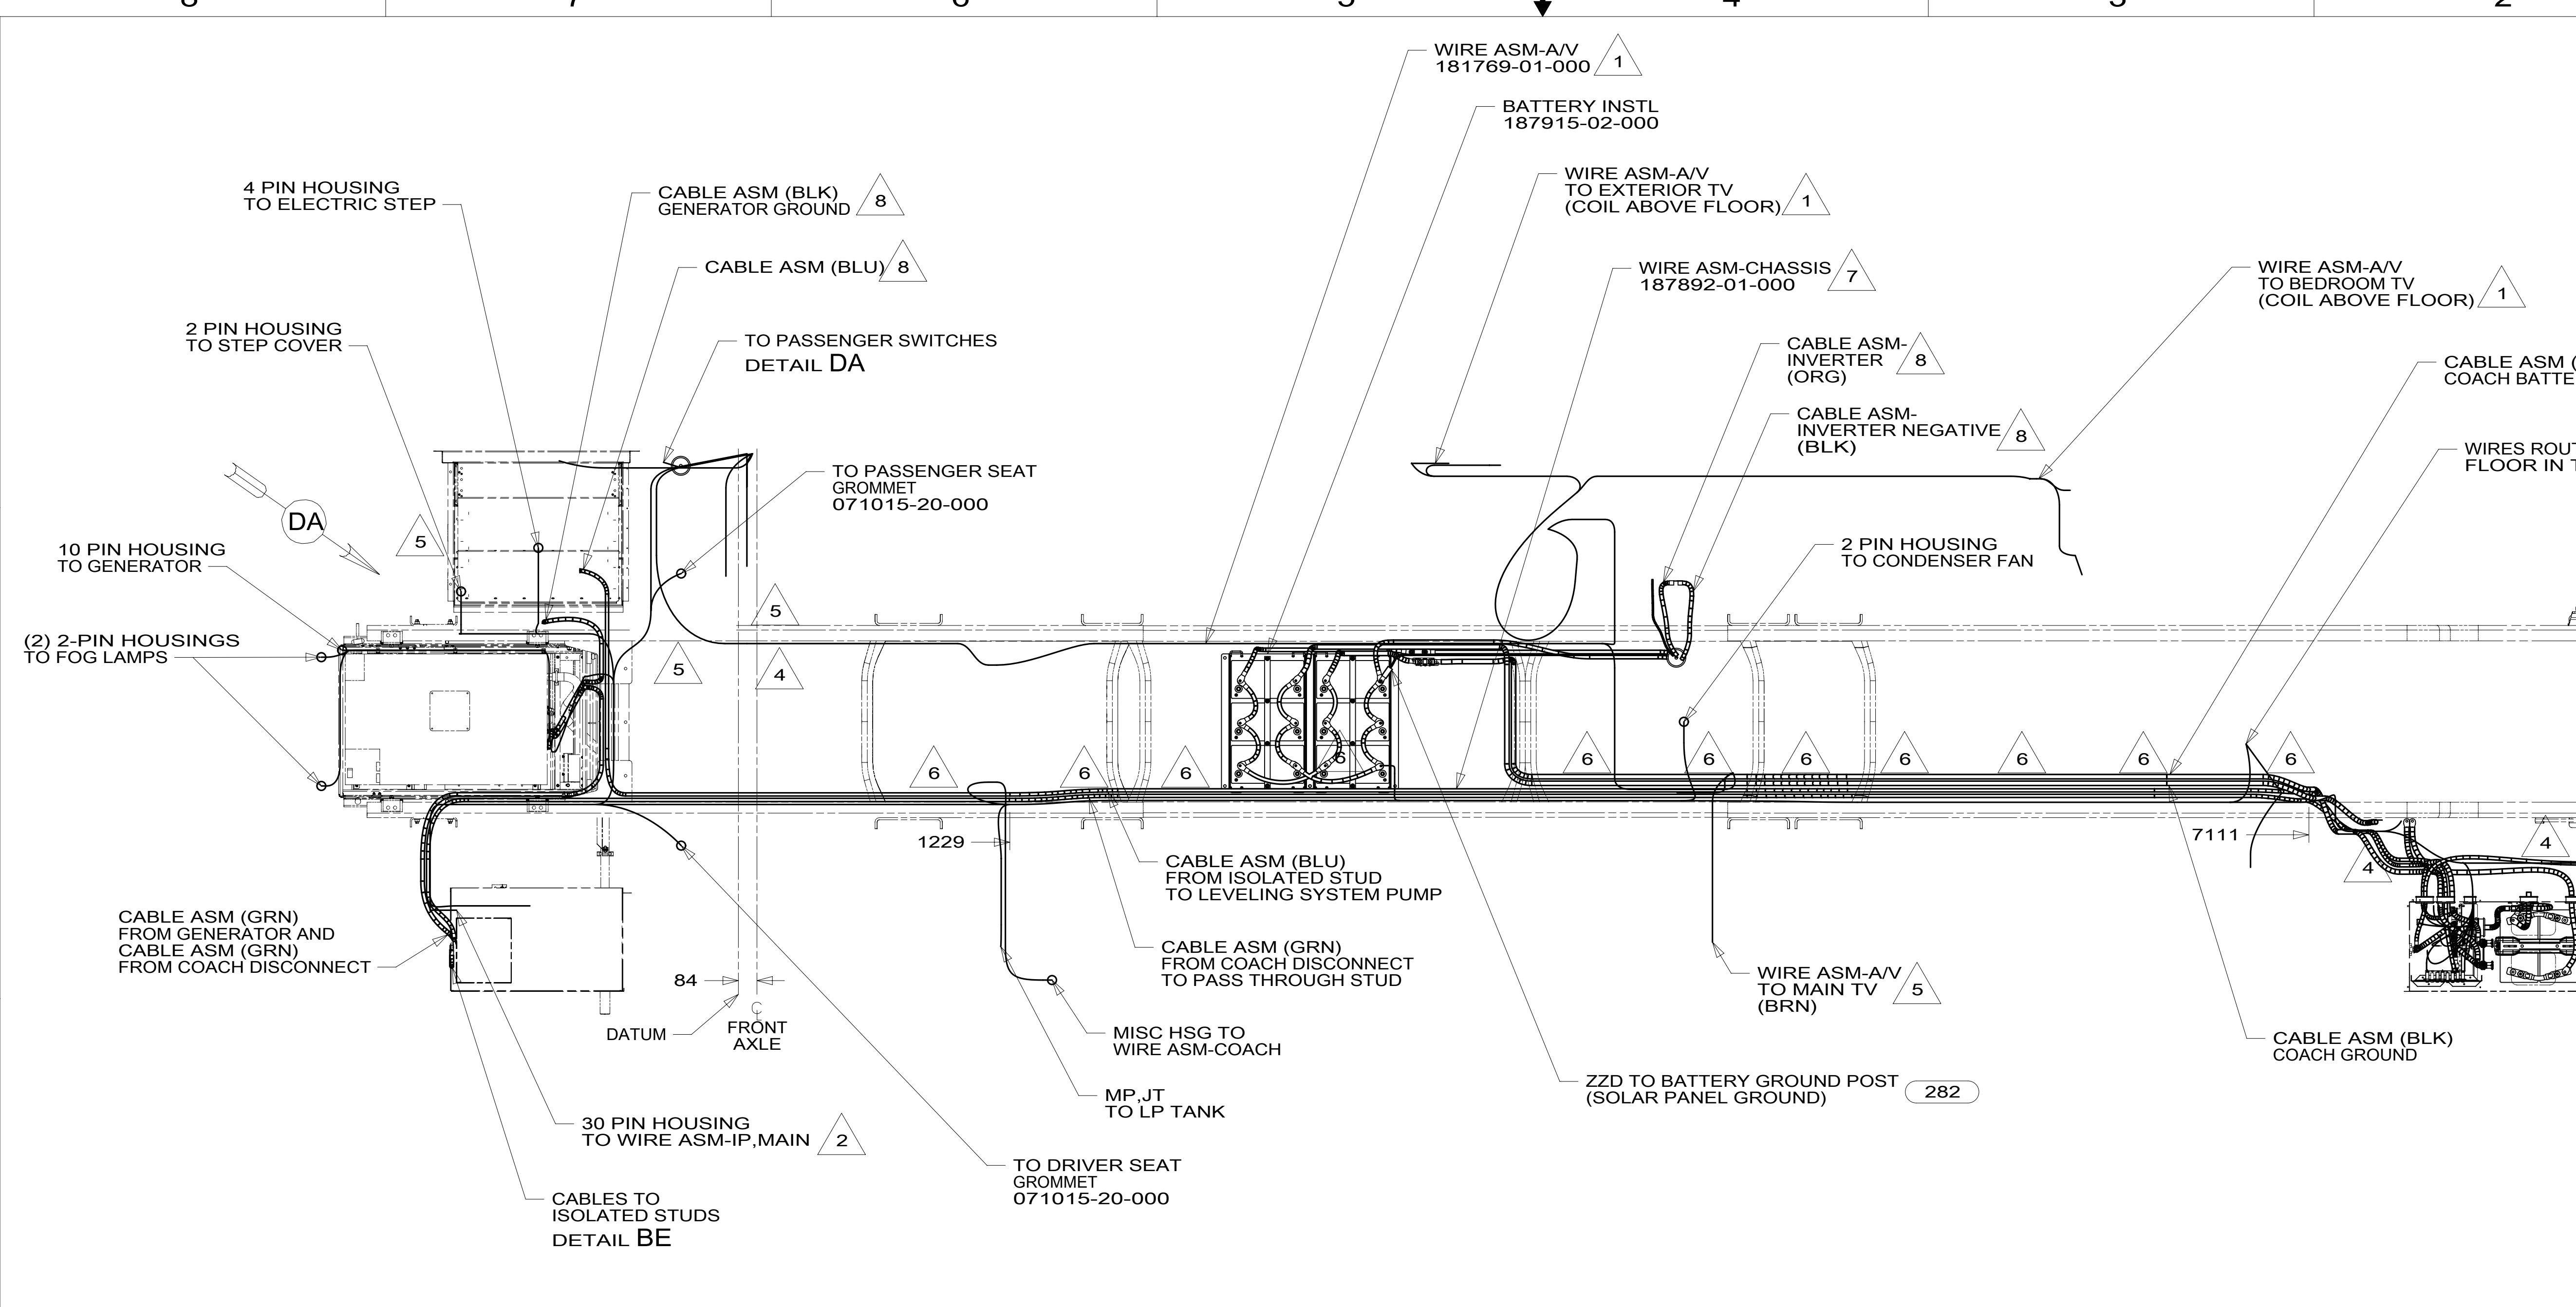 WIRE ASM-A/V
181769-01-000
1
BATTERY INSTL
187915-02-000
4 PIN HOUSING
TO ELECTRIC STEP
CABLE ASM (BLK)
GENERATOR GROUND
8
WIRE ASM-A/V
TO EXTERIOR TV
(COIL ABOVE FLOOR)
1
CABLE ASM (BLU)
8
WIRE ASM-CHASSIS
187892-01-000
7
WIRE ASM-A/V
TO BEDROOM TV
(COIL ABOVE FLOOR)
1
2 PIN HOUSING
TO STEP COVER
TO PASSENGER SWITCHES
DETAIL DA
CABLE ASM-
INVERTER
(ORG)
8
CABLE ASM (
COACH BATTE
CABLE ASM-
INVERTER NEGATIVE
(BLK)
8
WIRES ROUT
FLOOR IN T
TO PASSENGER SEAT
GROMMET
071015-20-000
DA
5
10 PIN HOUSING
TO GENERATOR
2 PIN HOUSING
TO CONDENSER FAN
5
(2) 2-PIN HOUSINGS
TO FOG LAMPS
5
4
6
6
6
6
6
6
6
6
6
6
6
1229
7111
4
4
CABLE ASM (BLU)
FROM ISOLATED STUD
TO LEVELING SYSTEM PUMP
CABLE ASM (GRN)
FROM GENERATOR AND
CABLE ASM (GRN)
FROM COACH DISCONNECT
CABLE ASM (GRN)
FROM COACH DISCONNECT
TO PASS THROUGH STUD
84
WIRE ASM-A/V
TO MAIN TV
(BRN)
5
DATUM
CL
FRONT
AXLE
MISC HSG TO
WIRE ASM-COACH
CABLE ASM (BLK)
COACH GROUND
ZZD TO BATTERY GROUND POST
(SOLAR PANEL GROUND)
282
MP,JT
TO LP TANK
30 PIN HOUSING
TO WIRE ASM-IP,MAIN
2
TO DRIVER SEAT
GROMMET
071015-20-000
CABLES TO
ISOLATED STUDS
DETAIL BE